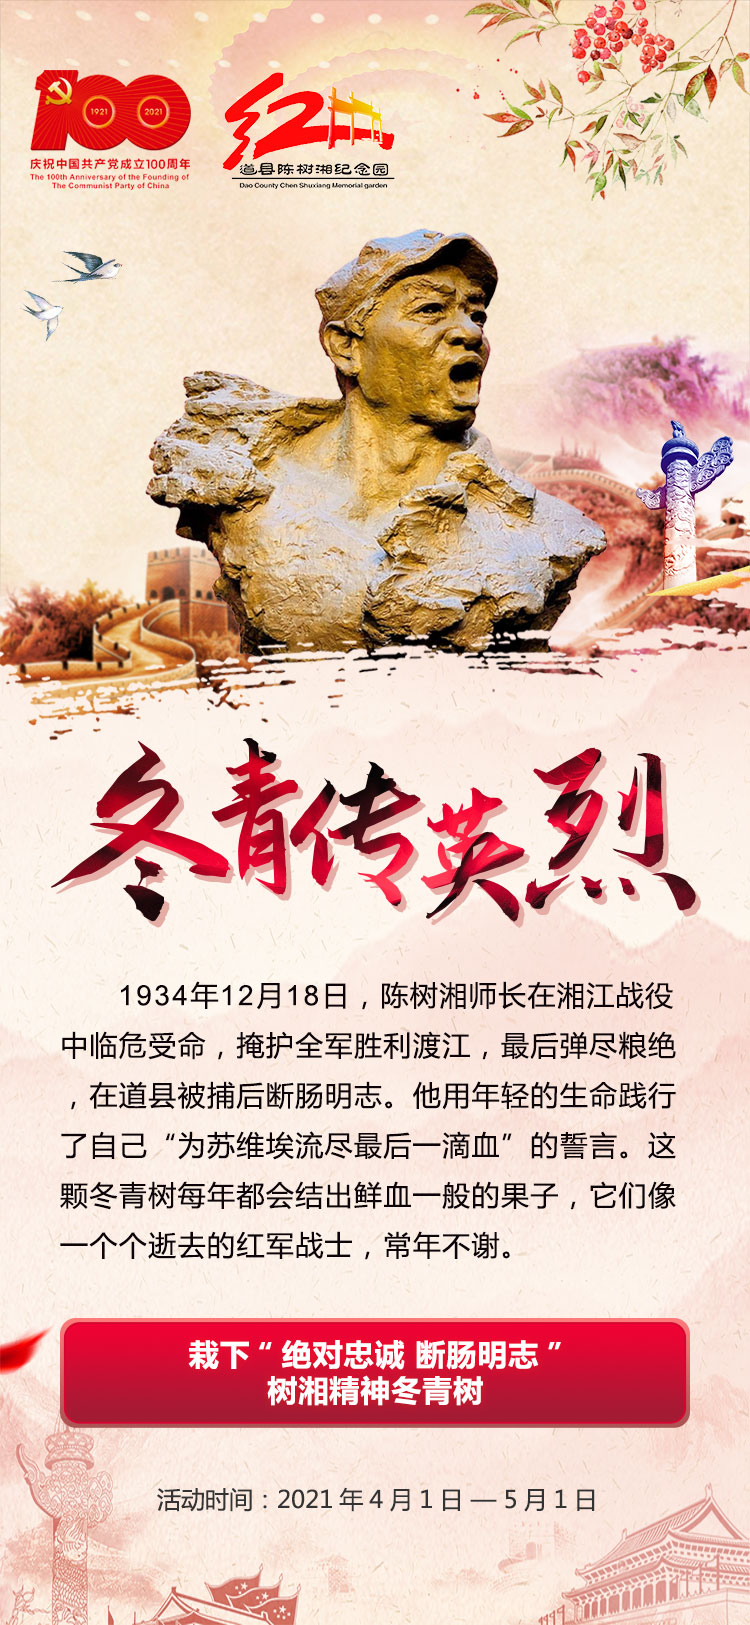 1921 2021
庆祝中国共产党成立100周年
The 100th Anniversary of the Founding of
The Communist Party of China
红
道县陈树湘纪念园
Dao County Chen Shuxiang Memorial garden
冬青传英烈
1934年12月18日，陈树湘师长在湘江战役
中临危受命，掩护全军胜利渡江，最后弹尽粮绝
，在道县被捕后断肠明志。他用年轻的生命践行
了自己“为苏维埃流尽最后一滴血”的誓言。这
颗冬青树每年都会结出鲜血一般的果子，它们像
一个个逝去的红军战士，常年不谢。
栽下“绝对忠诚 断肠明志”
树湘精神冬青树
活动时间：2021年4月1日—5月1日